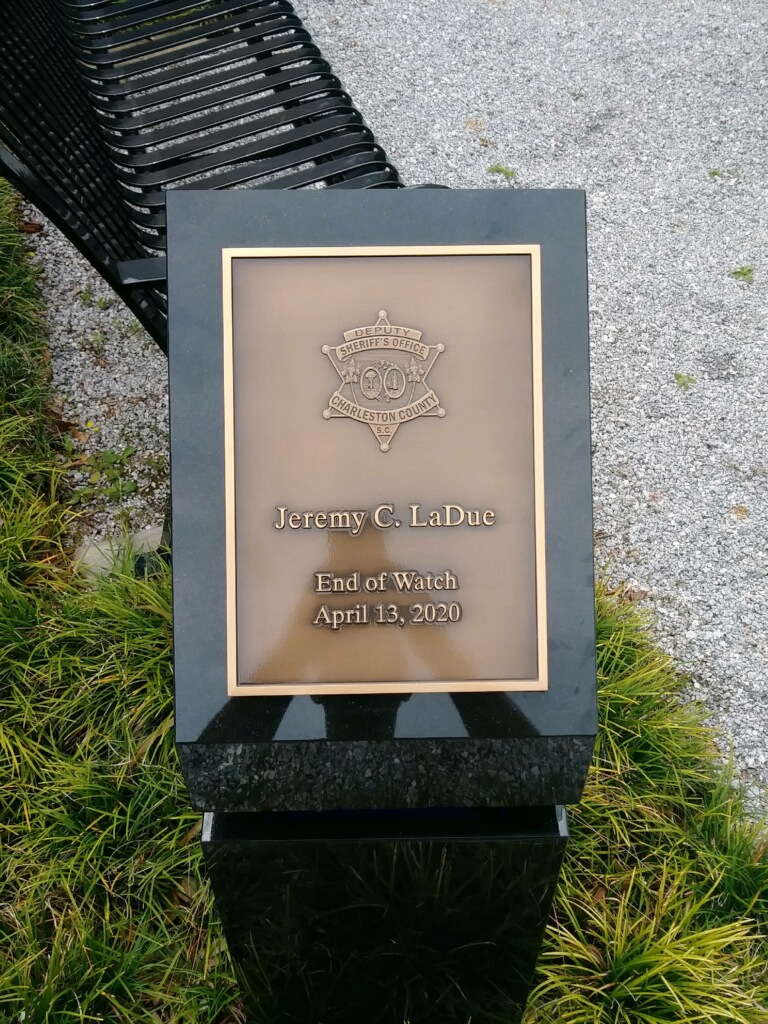 DEPUTY
SHERIFF'S OFFICE
CHARLESTON COUNTY
S.C.
Jeremy C. LaDue
End of Watch
April 13, 2020